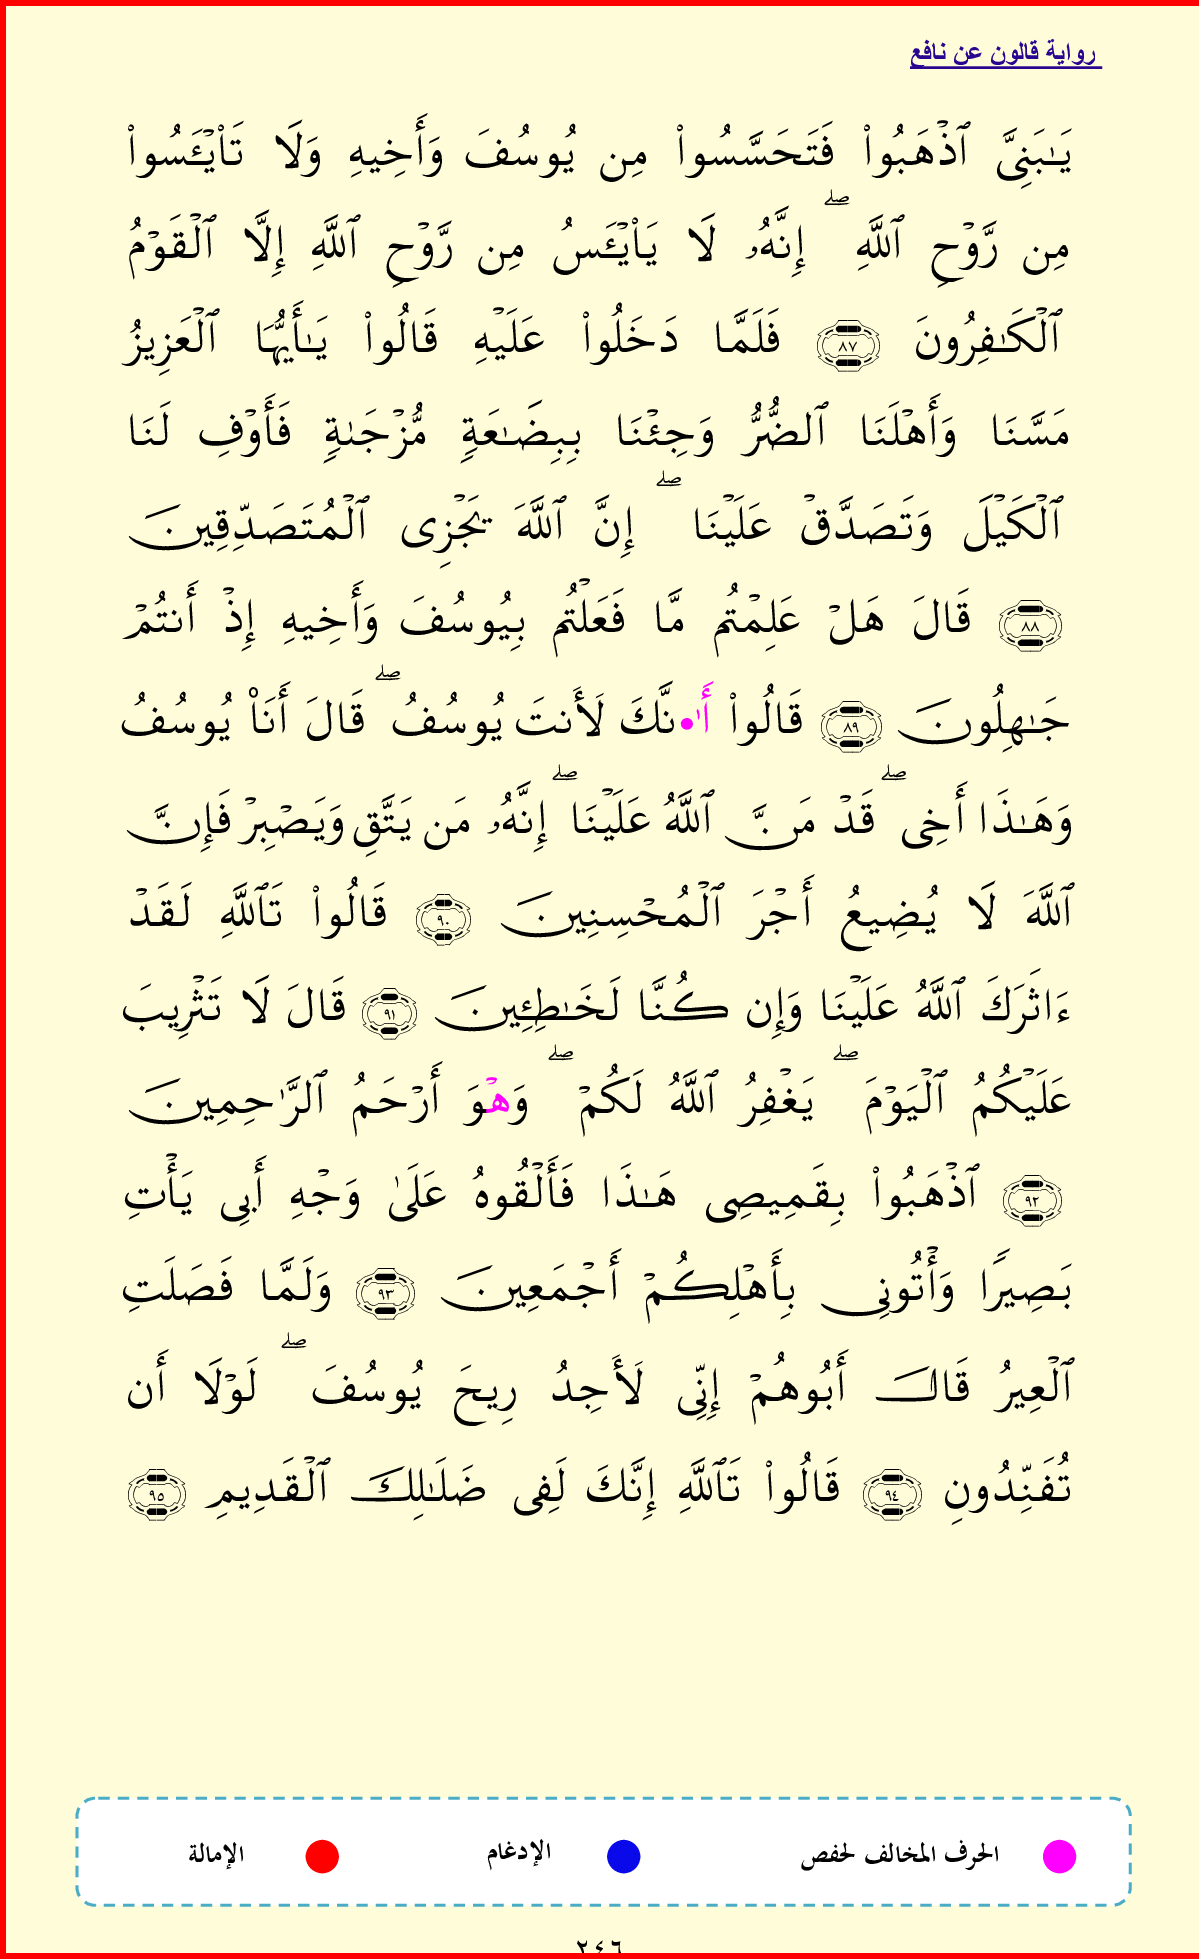 رواية قالون عن نافع
يَٰبَنِىَّ ٱذْهَبُوا۟ فَتَحَسَّسُوا۟ مِن يُوسُفَ وَأَخِيهِ وَلَا تَا۟يْـَٔسُوا۟
مِن رَّوْحِ ٱللَّهِ ۖ إِنَّهُۥ لَا يَا۟يْـَٔسُ مِن رَّوْحِ ٱللَّهِ إِلَّا ٱلْقَوْمُ
ٱلْكَٰفِرُونَ ٨٧ فَلَمَّا دَخَلُوا۟ عَلَيْهِ قَالُوا۟ يَٰأَيُّهَا ٱلْعَزِيزُ
مَسَّنَا وَأَهْلَنَا ٱلضُّرُّ وَجِئْنَا بِبِضَٰعَةٍ مُّزْجَىٰةٍ فَأَوْفِ لَنَا
ٱلْكَيْلَ وَتَصَدَّقْ عَلَيْنَا ۖ إِنَّ ٱللَّهَ يَجْزِى ٱلْمُتَصَدِّقِينَ
٨٨ قَالَ هَلْ عَلِمْتُم مَّا فَعَلْتُم بِيُوسُفَ وَأَخِيهِ إِذْ أَنتُمْ
جَٰهِلُونَ ٨٩ قَالُوا۟ أَٰ•نَّكَ لَأَنتَ يُوسُفُ ۖ قَالَ أَنَا۠ يُوسُفُ
وَهَٰذَا أَخِى ۖ قَدْ مَنَّ ٱللَّهُ عَلَيْنَا ۖ إِنَّهُۥ مَن يَتَّقِ وَيَصْبِرْ فَإِنَّ
ٱللَّهَ لَا يُضِيعُ أَجْرَ ٱلْمُحْسِنِينَ ٩٠ قَالُوا۟ تَٱللَّهِ لَقَدْ
ءَاثَرَكَ ٱللَّهُ عَلَيْنَا وَإِن كُنَّا لَخَٰطِـِٔينَ ٩١ قَالَ لَا تَثْرِيبَ
عَلَيْكُمُ ٱلْيَوْمَ ۖ يَغْفِرُ ٱللَّهُ لَكُمْ ۖ وَهْوَ أَرْحَمُ ٱلرَّٰحِمِينَ
٩٢ ٱذْهَبُوا۟ بِقَمِيصِى هَٰذَا فَأَلْقُوهُ عَلَىٰ وَجْهِ أَبِى يَأْتِ
بَصِيرًا وَأْتُونِى بِأَهْلِكُمْ أَجْمَعِينَ ٩٣ وَلَمَّا فَصَلَتِ
ٱلْعِيرُ قَالَ أَبُوهُمْ إِنِّى لَأَجِدُ رِيحَ يُوسُفَ ۖ لَوْلَا أَن
تُفَنِّدُونِ ٩٤ قَالُوا۟ تَٱللَّهِ إِنَّكَ لَفِى ضَلَٰلِكَ ٱلْقَدِيمِ ٩٥
الحرف المخالف لحفص الإدغام الإمالة
٢٤٦